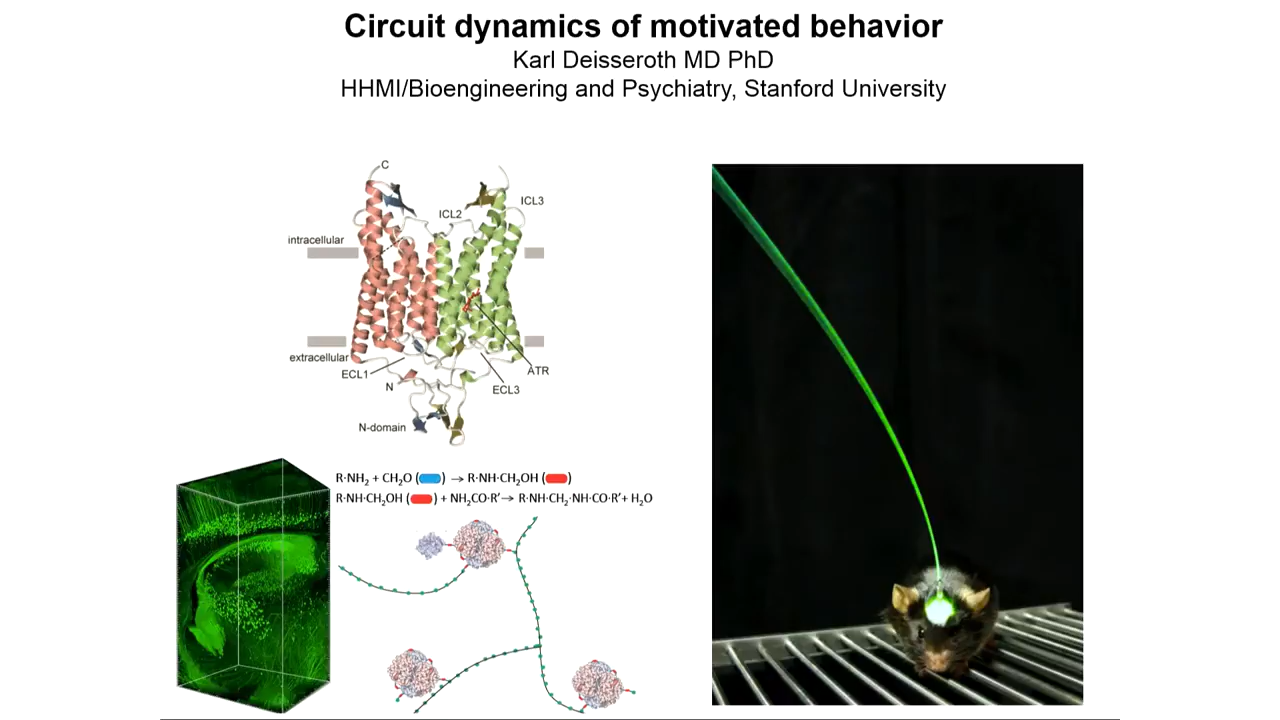 Circuit dynamics of motivated behavior
Karl Deisseroth MD PhD
HHMI/Bioengineering and Psychiatry, Stanford University
C
ICL3
ICL2
intracellular
extracellular
ECL1
ATR
N
ECL3
N-domain
R·NH₂ + CH₂O ( ) → R·NH·CH₂OH ( )
R·NH·CH₂OH ( ) + NH₂CO·R′→ R·NH·CH₂·NH·CO·R′+ H₂O